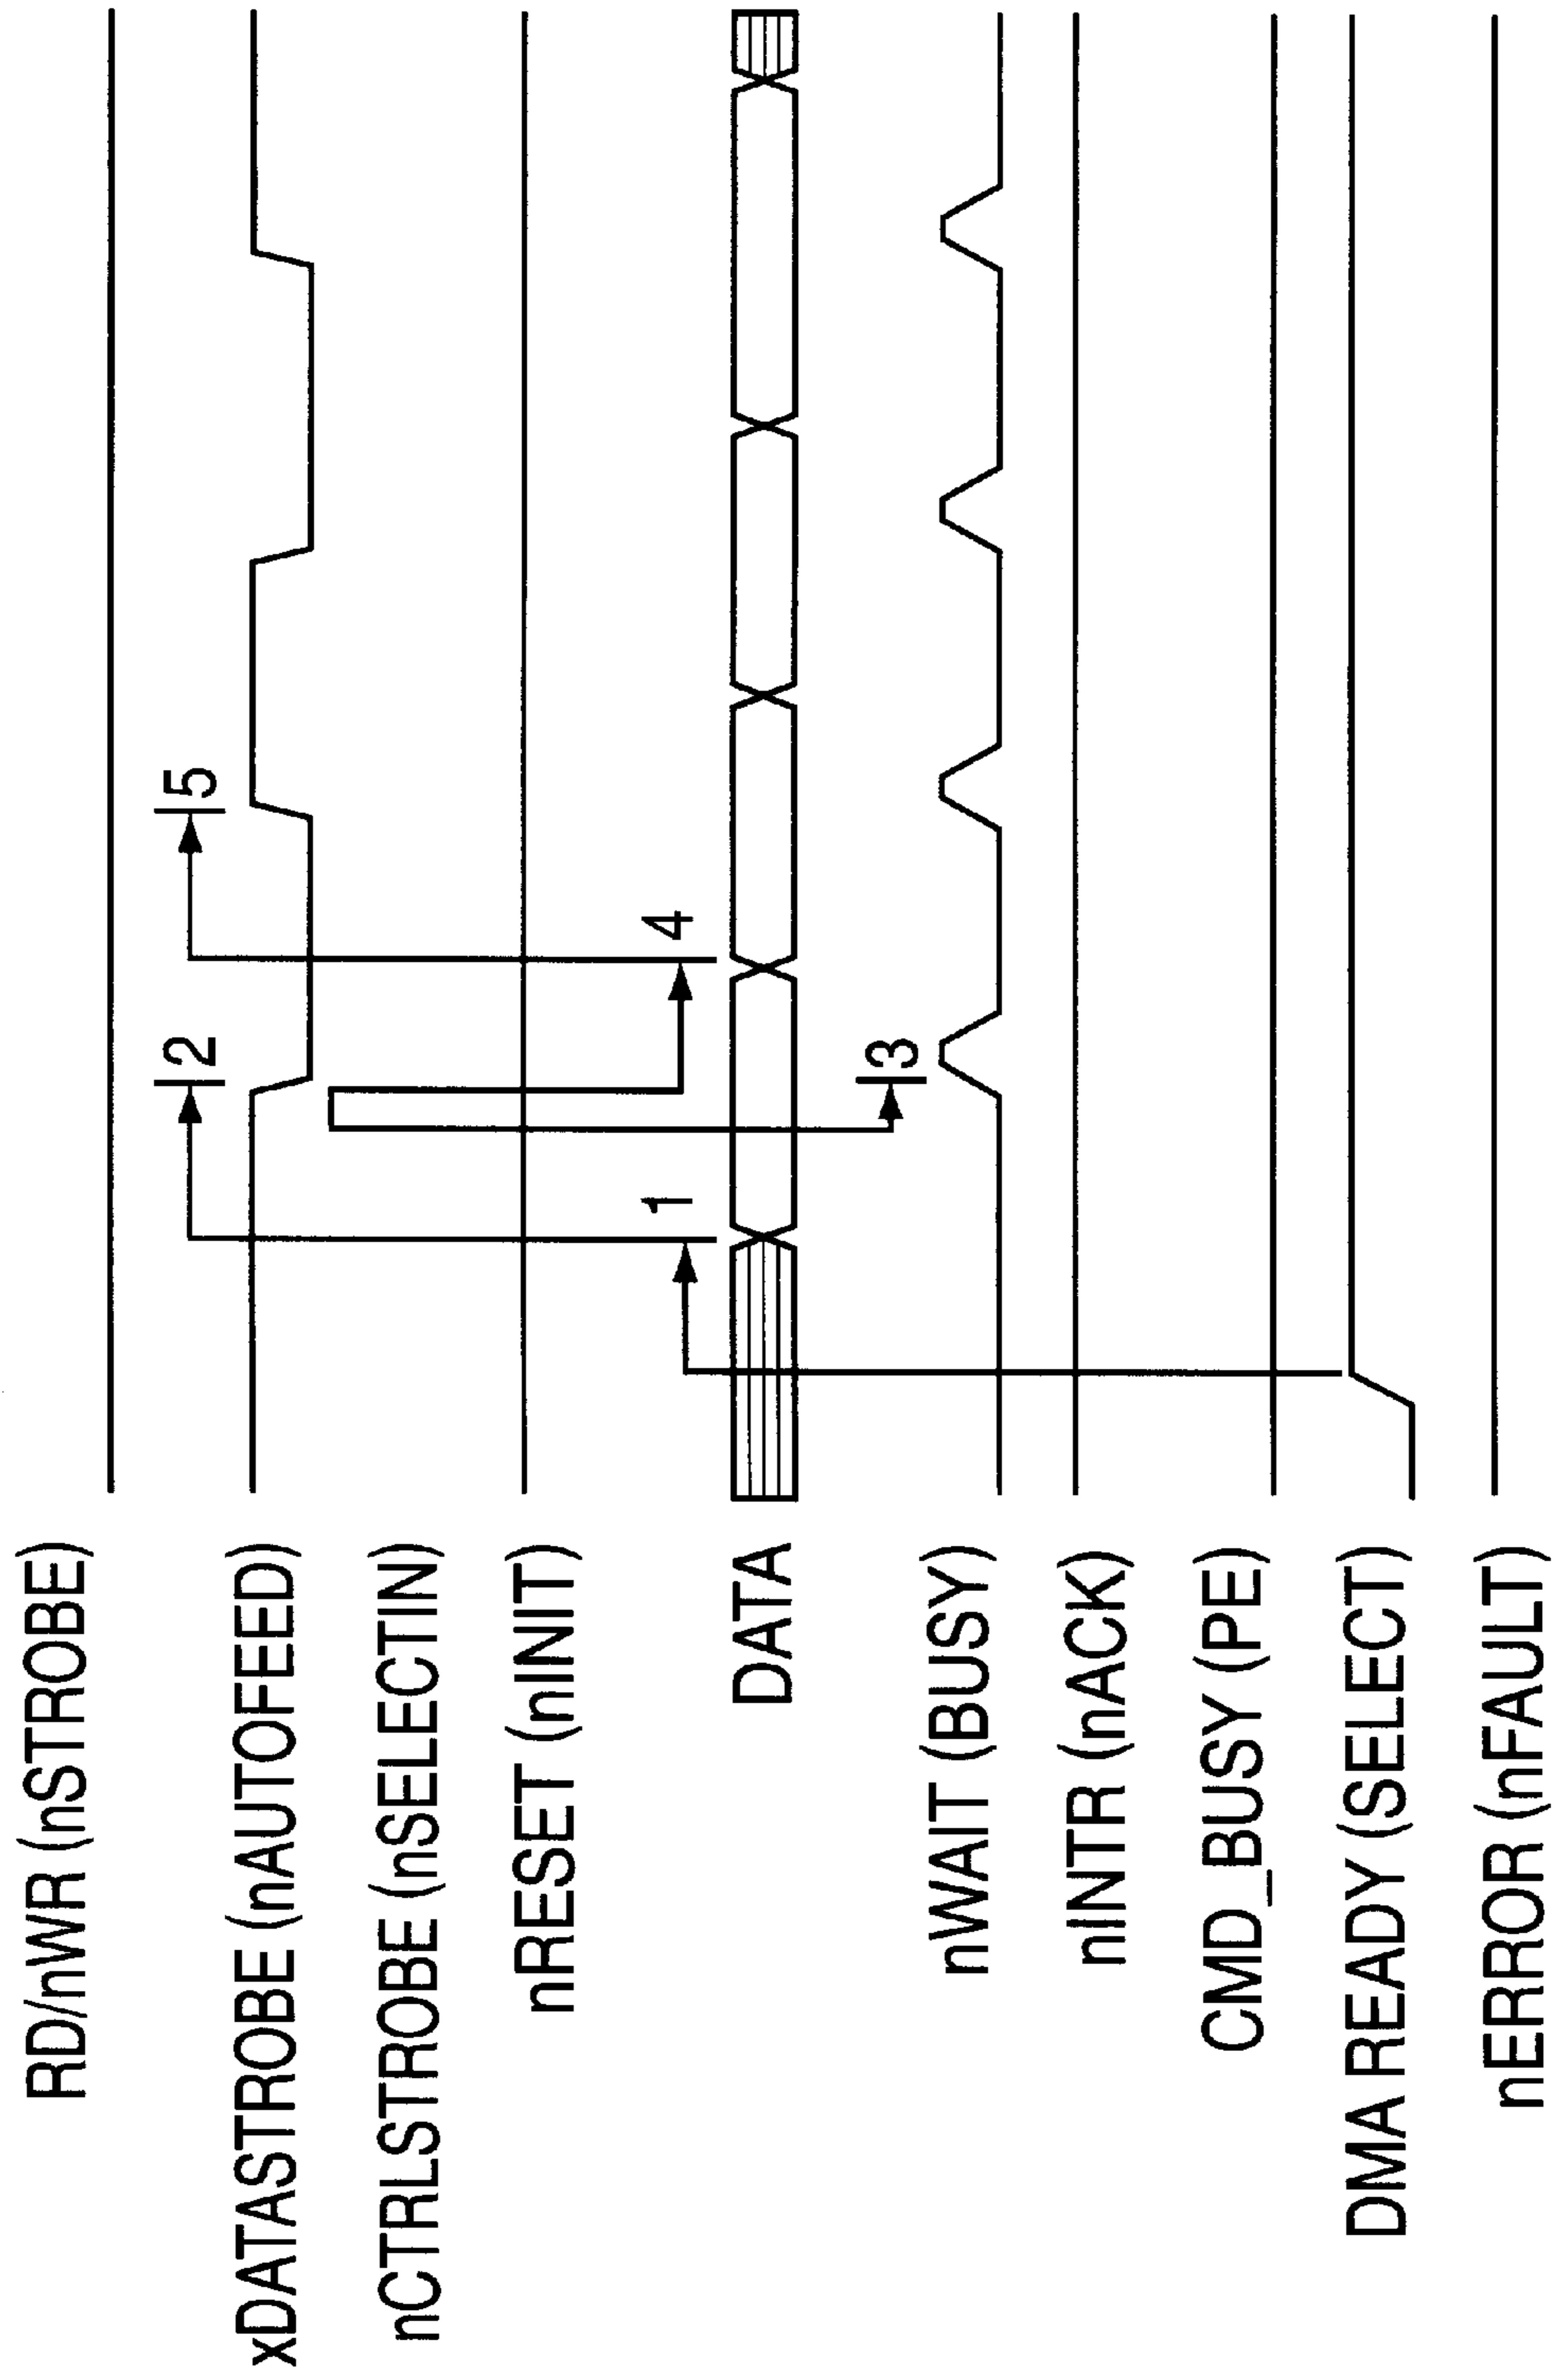 RD/nWR (nSTROBE)
xDATASTROBE (nAUTOFEED)
2
5
nCTRLSTROBE (nSELECTIN)
nRESET (nINIT)
1
4
DATA
3
nWAIT (BUSY)
nINTR (nACK)
CMD_BUSY (PE)
DMA READY (SELECT)
nERROR (nFAULT)